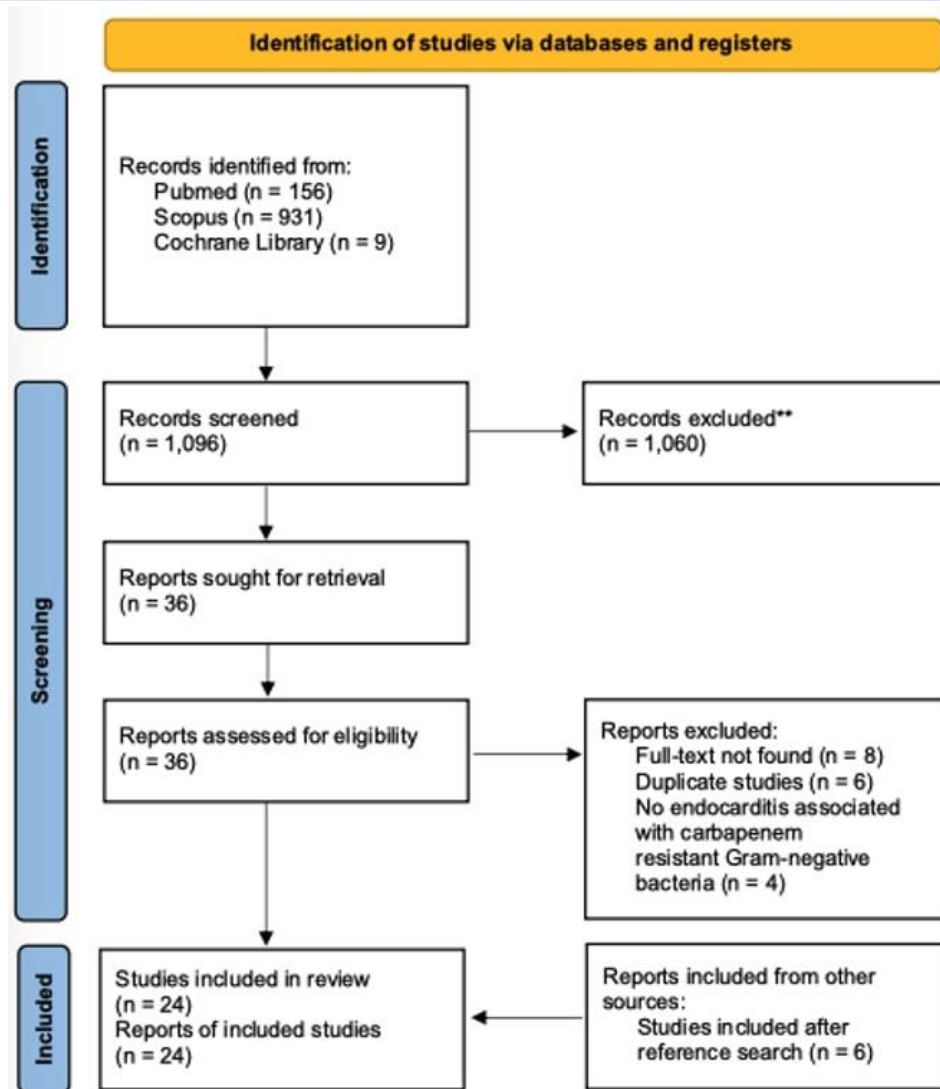 Identification of studies via databases and registers
Identification
Records identified from:
Pubmed (n = 156)
Scopus (n = 931)
Cochrane Library (n = 9)
Screening
Records screened
(n = 1,096)
Records excluded**
(n = 1,060)
Reports sought for retrieval
(n = 36)
Reports assessed for eligibility
(n = 36)
Reports excluded:
Full-text not found (n = 8)
Duplicate studies (n = 6)
No endocarditis associated
with carbapenem
resistant Gram-negative
bacteria (n = 4)
Included
Studies included in review
(n = 24)
Reports of included studies
(n = 24)
Reports included from other
sources:
Studies included after
reference search (n = 6)